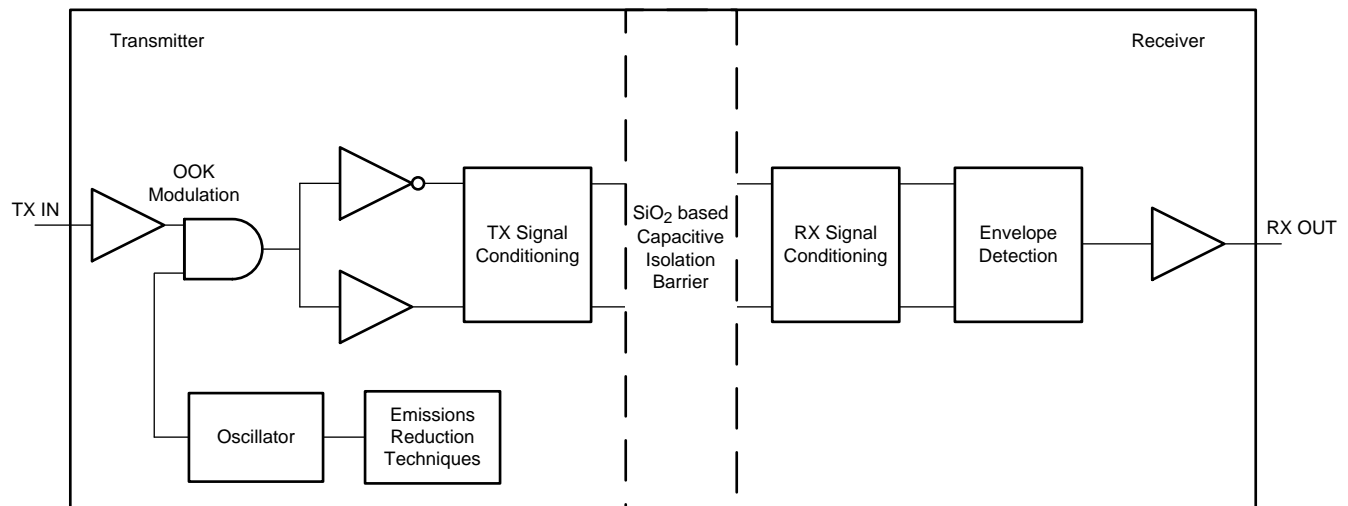 Transmitter
Receiver
OOK
Modulation
TX IN
TX Signal
Conditioning
SiO2 based
Capacitive
Isolation
Barrier
RX Signal
Conditioning
Envelope
Detection
RX OUT
Oscillator
Emissions
Reduction
Techniques